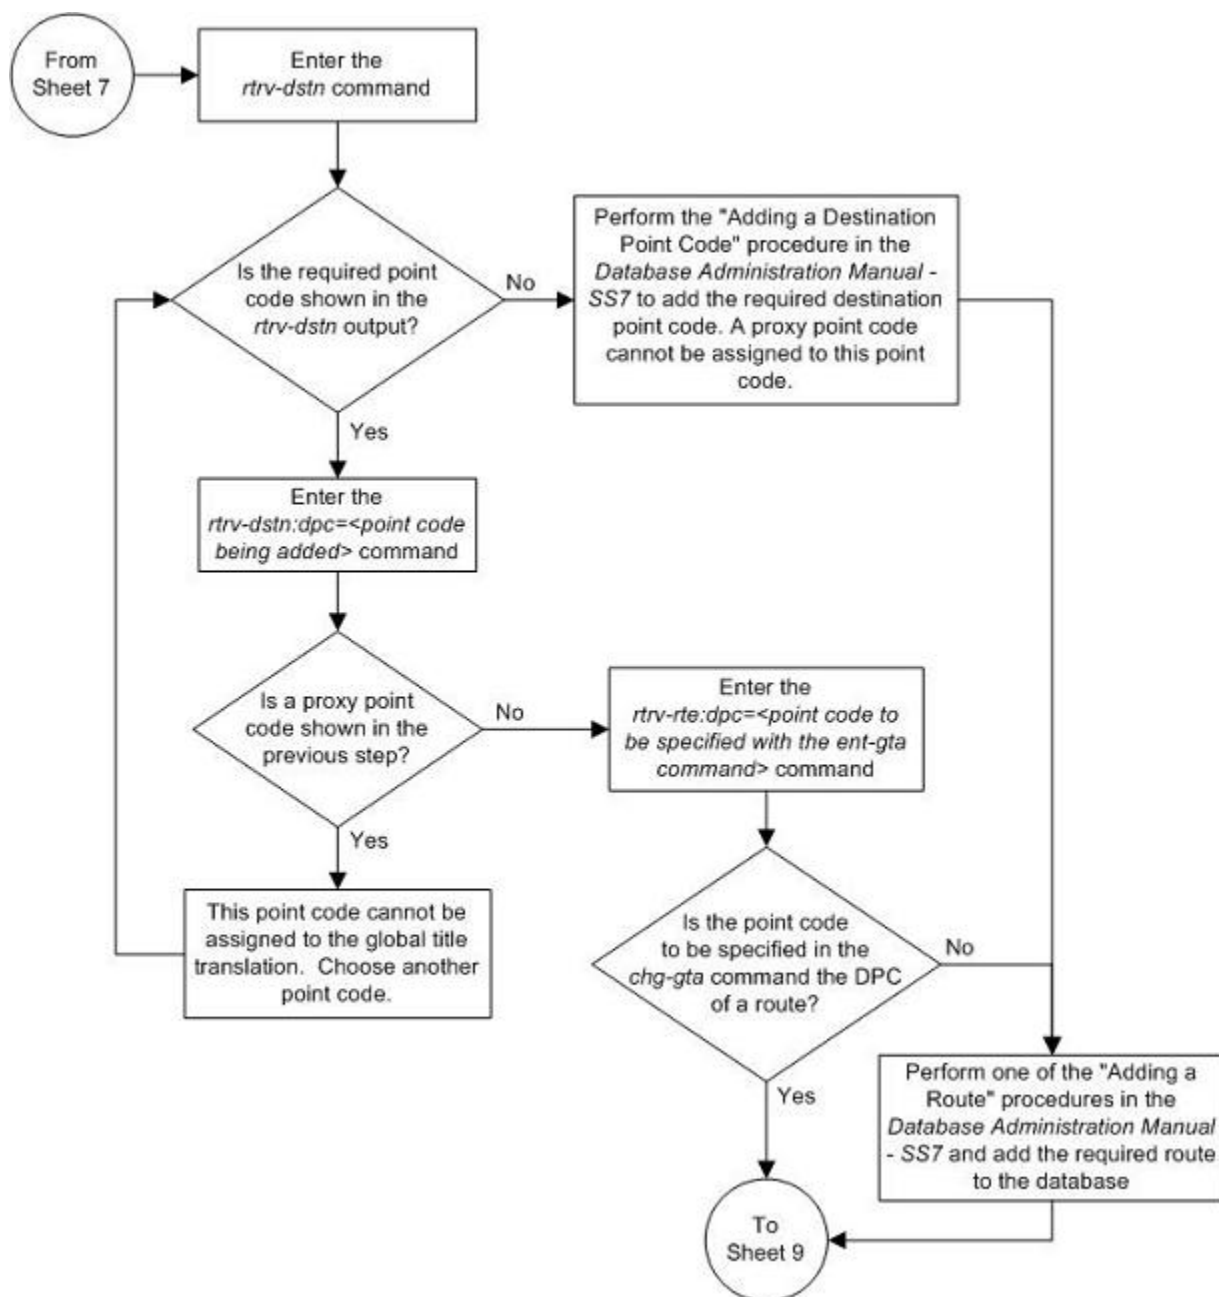 From
Sheet 7
Enter the
rtrv-dstn command
Is the required point
code shown in the
rtrv-dstn output?
No
Perform the "Adding a Destination
Point Code" procedure in the
Database Administration Manual -
SS7 to add the required destination
point code. A proxy point code
cannot be assigned to this point
code.
Yes
Enter the
rtrv-dstn:dpc=<point code
being added> command
Is a proxy point
code shown in the
previous step?
No
Enter the
rtrv-rte:dpc=<point code to
be specified with the ent-gta
command> command
Yes
This point code cannot be
assigned to the global title
translation. Choose another
point code.
Is the point code
to be specified in the
chg-gta command the DPC
of a route?
No
Yes
Perform one of the "Adding a
Route" procedures in the
Database Administration Manual
- SS7 and add the required route
to the database
To
Sheet 9